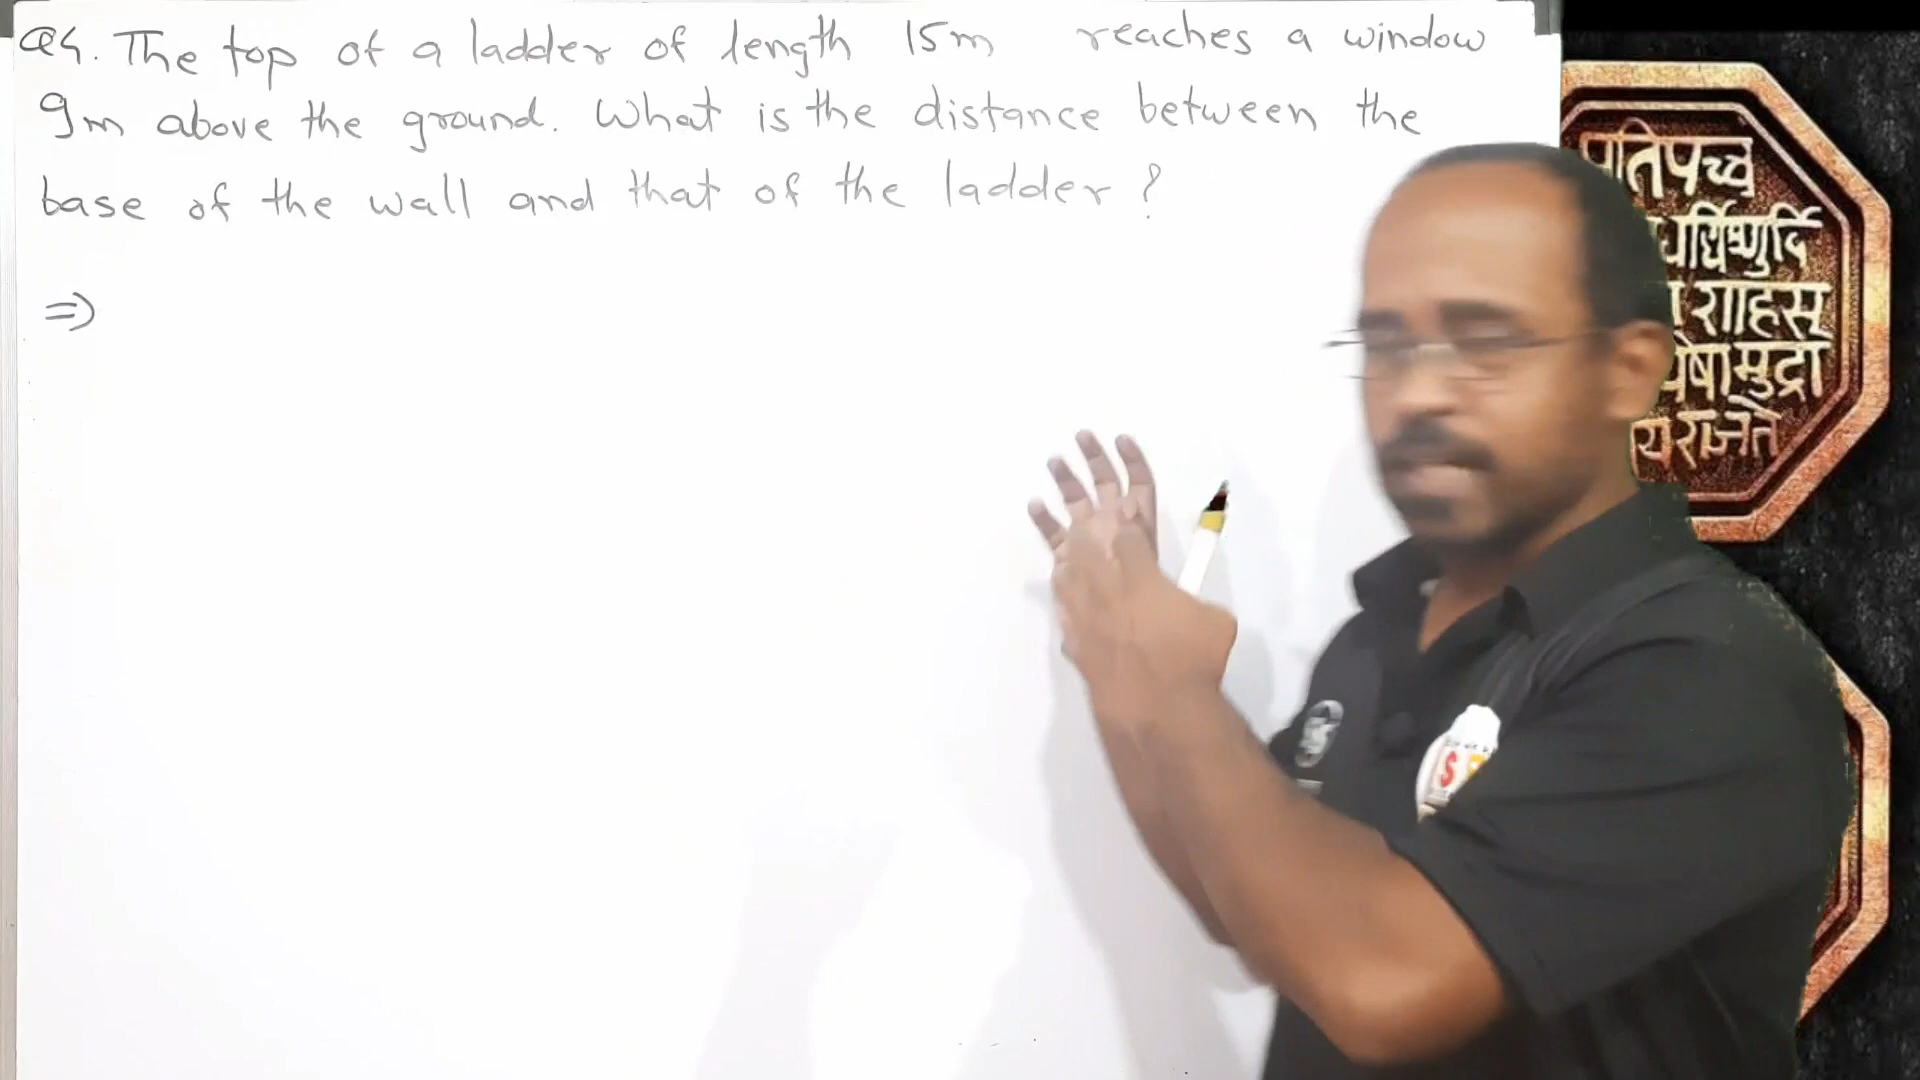 Q4. The top of a ladder of length 15m reaches a window
9m above the ground. What is the distance between the
base of the wall and that of the ladder ?
⇒
प्रतिपच्च
शाहस
मुद्रा
राजते
S